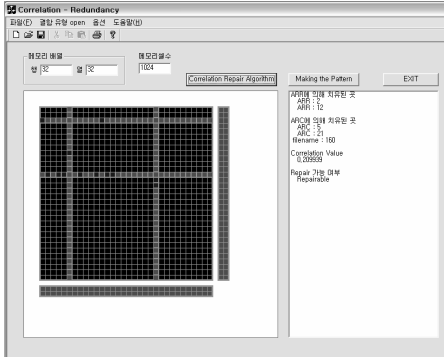 Correlation - Redundancy
파일(F) 결함 유형 open 옵션 도움말(H)
메모리 배열
행 32 열 32
메모리셀수
1024
Correlation Repair Algorithm
Making the Pattern
EXIT
ARR에 의해 치유된 곳
ARR : 2
ARR : 12
ARC에 의해 치유된 곳
ARC : 5
ARC : 21
filename : 160
Correlation Value
0,209939
Repair 가능 여부
Repairable